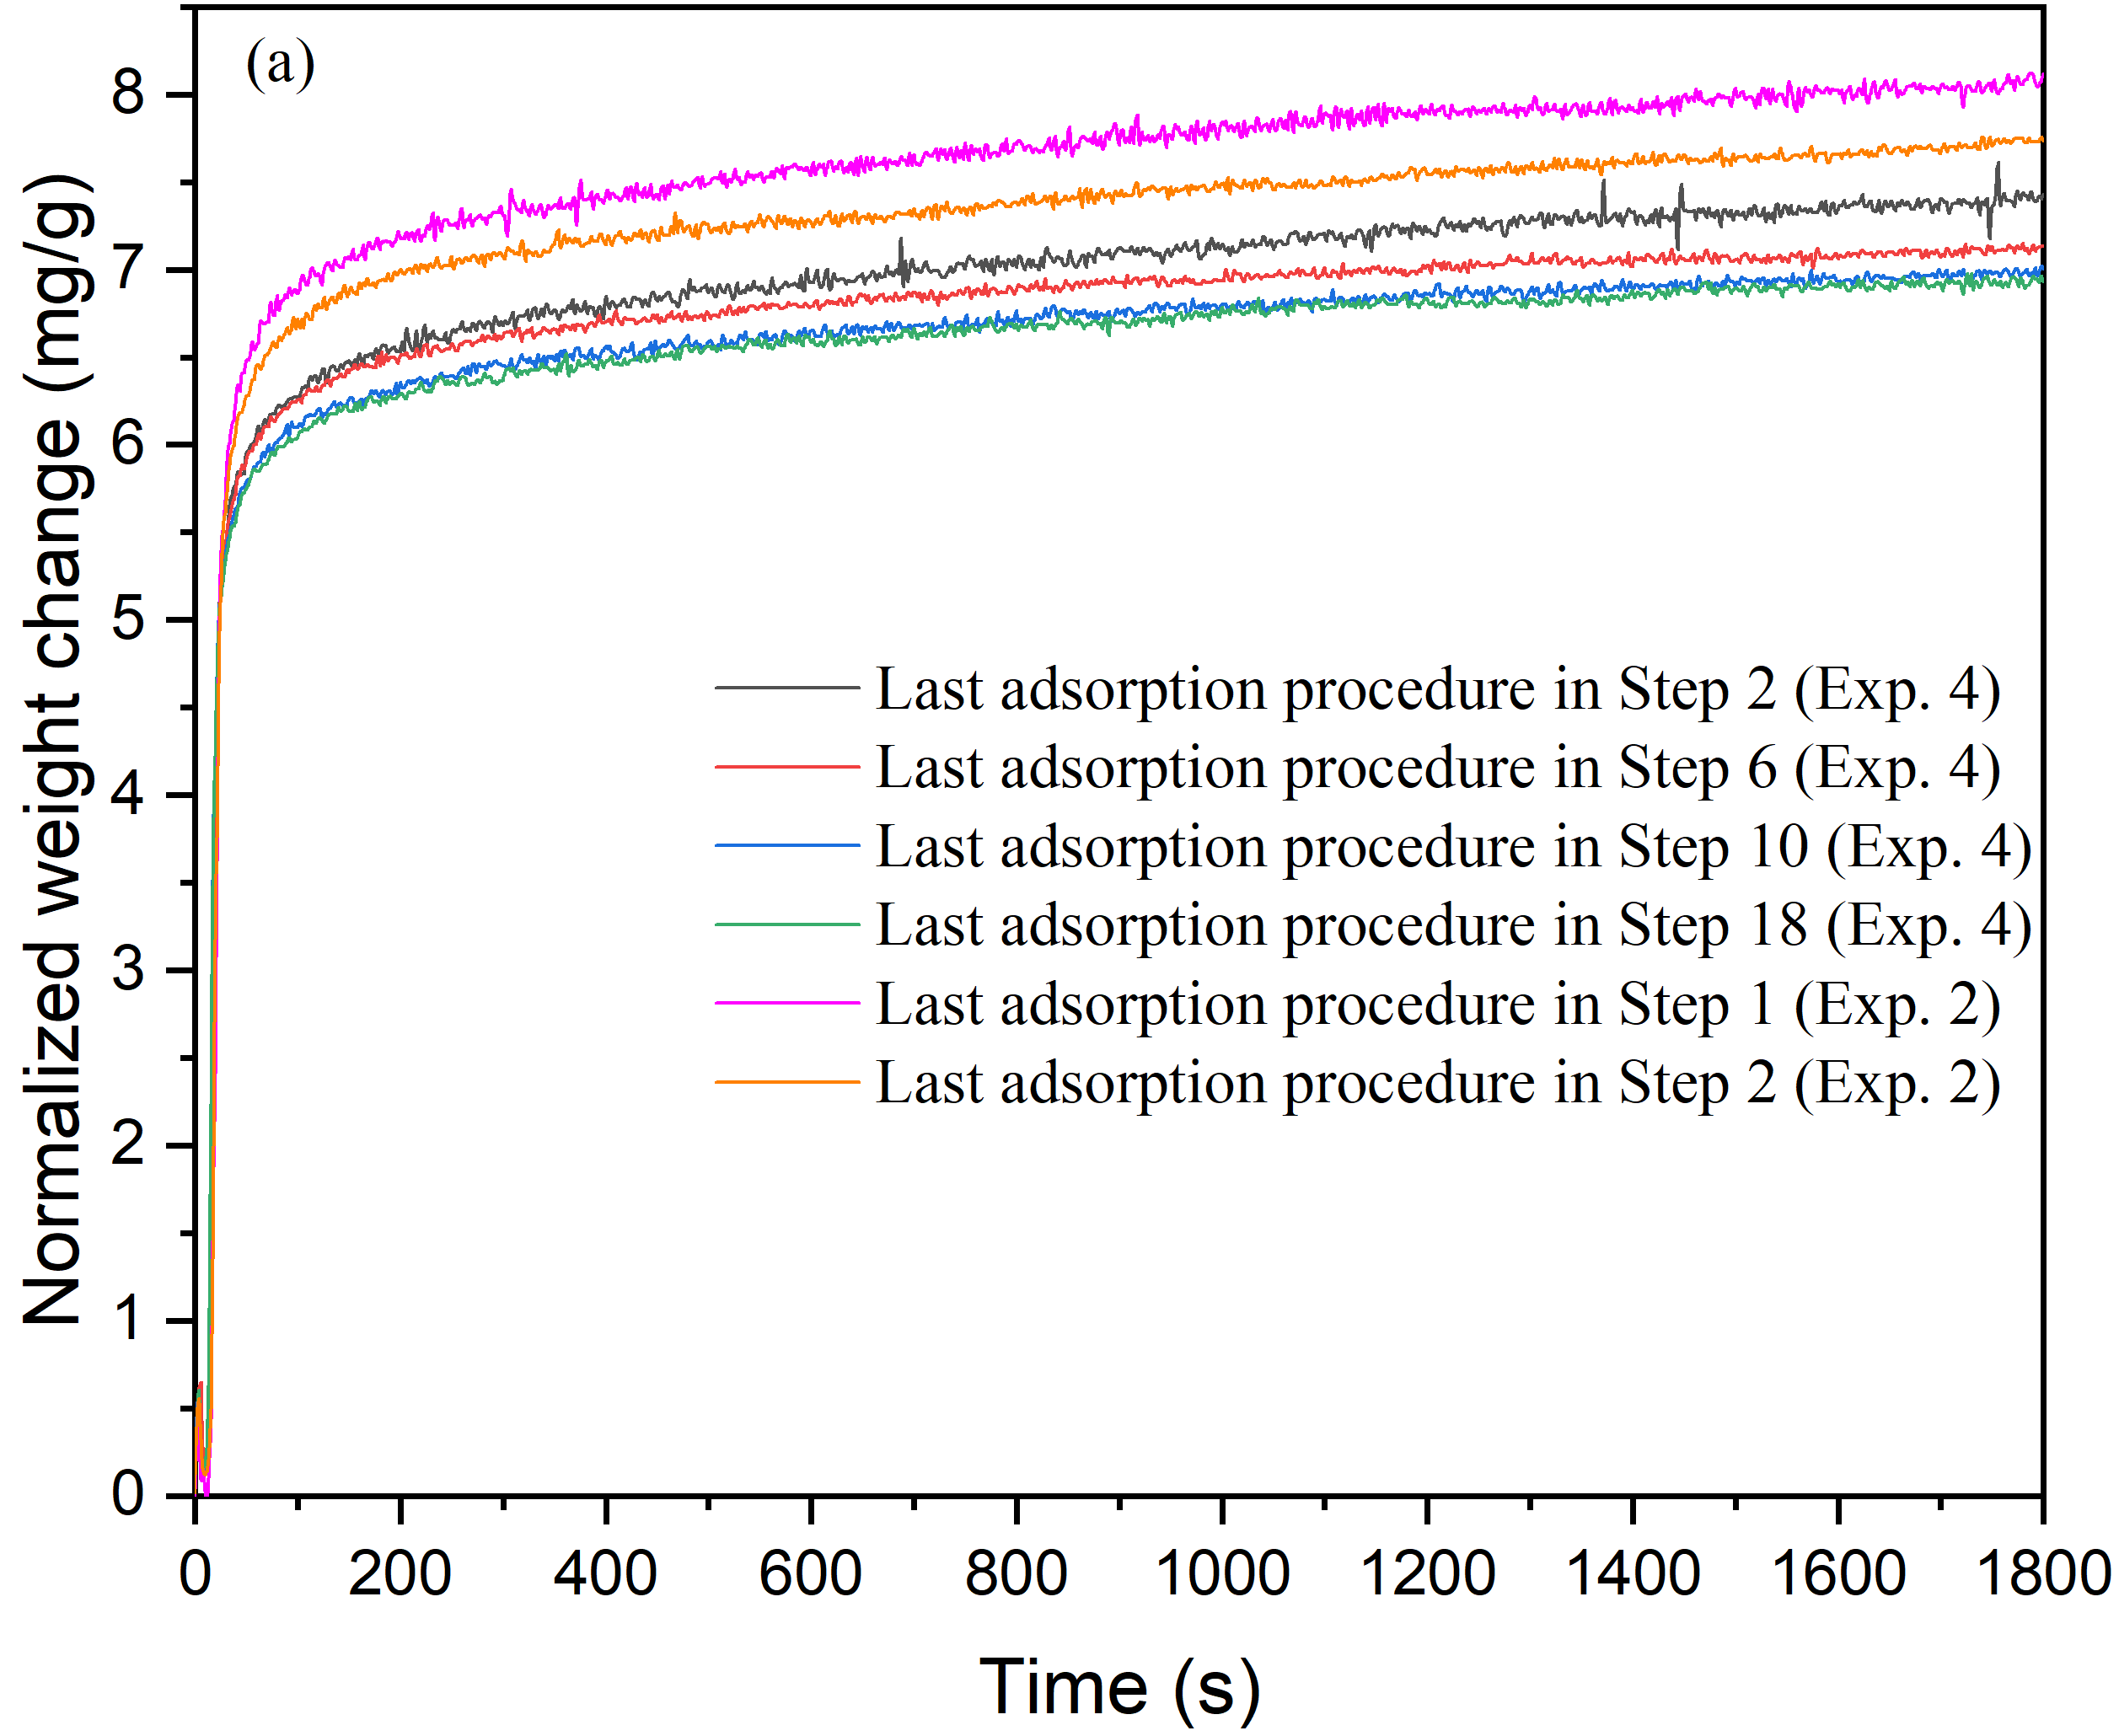 (a)
8
7
6
5
4
3
2
1
0
Normalized weight change (mg/g)
Last adsorption procedure in Step 2 (Exp. 4)
Last adsorption procedure in Step 6 (Exp. 4)
Last adsorption procedure in Step 10 (Exp. 4)
Last adsorption procedure in Step 18 (Exp. 4)
Last adsorption procedure in Step 1 (Exp. 2)
Last adsorption procedure in Step 2 (Exp. 2)
0 200 400 600 800 1000 1200 1400 1600 1800
Time (s)